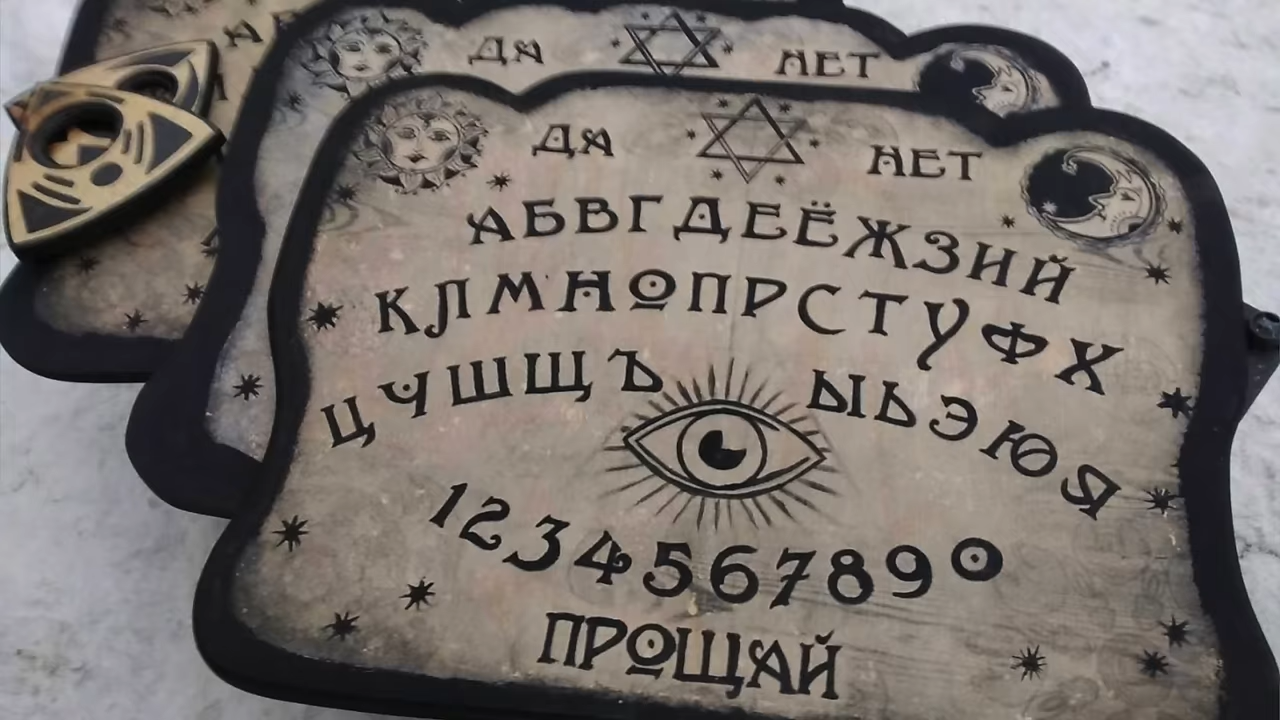 ДА НЕТ
ДА НЕТ
АБВГДЕЁЖЗИЙ
КЛМНОПРСТУФХ
ЦЧШЩЪ ЫЬЭЮЯ
1234567890
ПРОЩАЙ